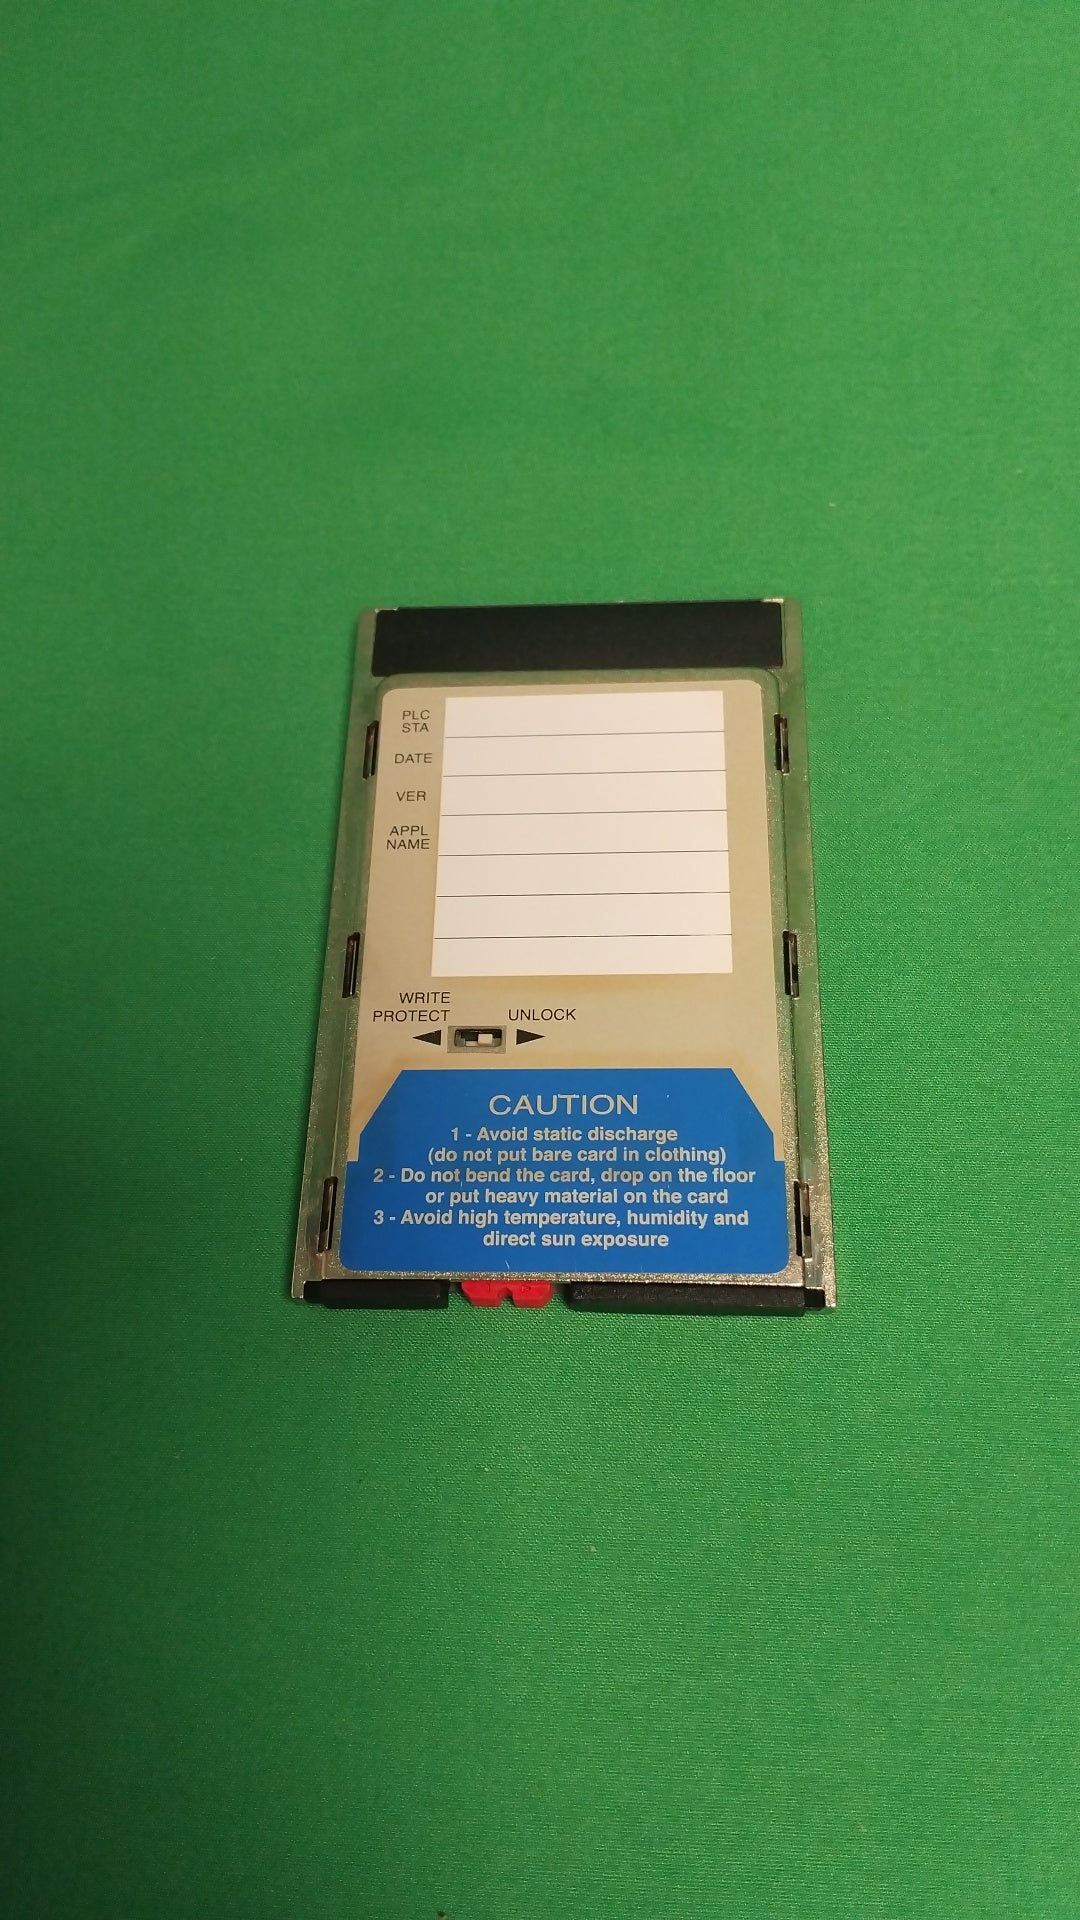 PLC
STA
DATE
VER
APPL
NAME
WRITE
PROTECT
UNLOCK
CAUTION
1 - Avoid static discharge
(do not put bare card in clothing)
2 - Do not bend the card, drop on the floor
or put heavy material on the card
3 - Avoid high temperature, humidity and
direct sun exposure